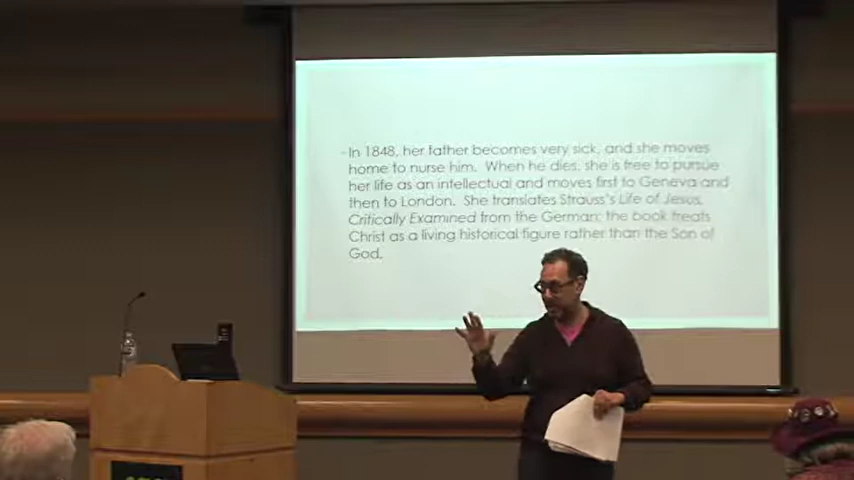 - In 1848, her father becomes very sick, and she moves
home to nurse him. When he dies, she is free to pursue
her life as an intellectual and moves first to Geneva and
then to London. She translates Strauss's Life of Jesus,
Critically Examined from the German: the book treats
Christ as a living historical figure rather than the Son of
God.